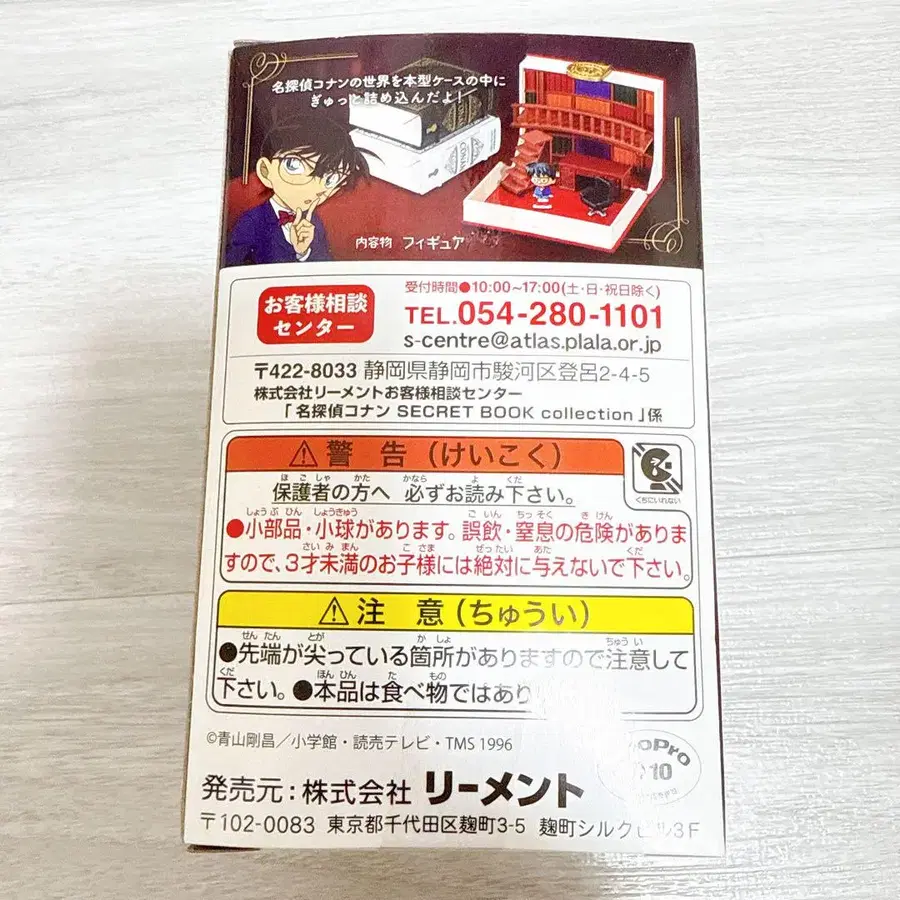 名探偵コナンの世界を本型ケースの中に
ぎゅっと詰め込んだよ!
CONAN
内容物 フィギュア
お客様相談
センター
受付時間●10:00~17:00(土・日・祝日除く)
TEL.054-280-1101
s-centre@atlas.plala.or.jp
〒422-8033 静岡県静岡市駿河区登呂2-4-5
株式会社リーメントお客様相談センター
「名探偵コナン SECRET BOOK collection」係
⚠警 告(けいこく)
保護者の方へ 必ずお読み下さい。
くちにいれない
●小部品・小球があります。誤飲・窒息の危険がありま
すので、3才未満のお子様には絶対に与えないで下さい。
⚠注 意(ちゅうい)
●先端が尖っている箇所がありますので注意して
下さい。●本品は食べ物ではあり
©青山剛昌/小学館・読売テレビ・TMS 1996
発売元:株式会社 リーメント
〒102-0083 東京都千代田区麹町3-5 麹町シルクビル3F